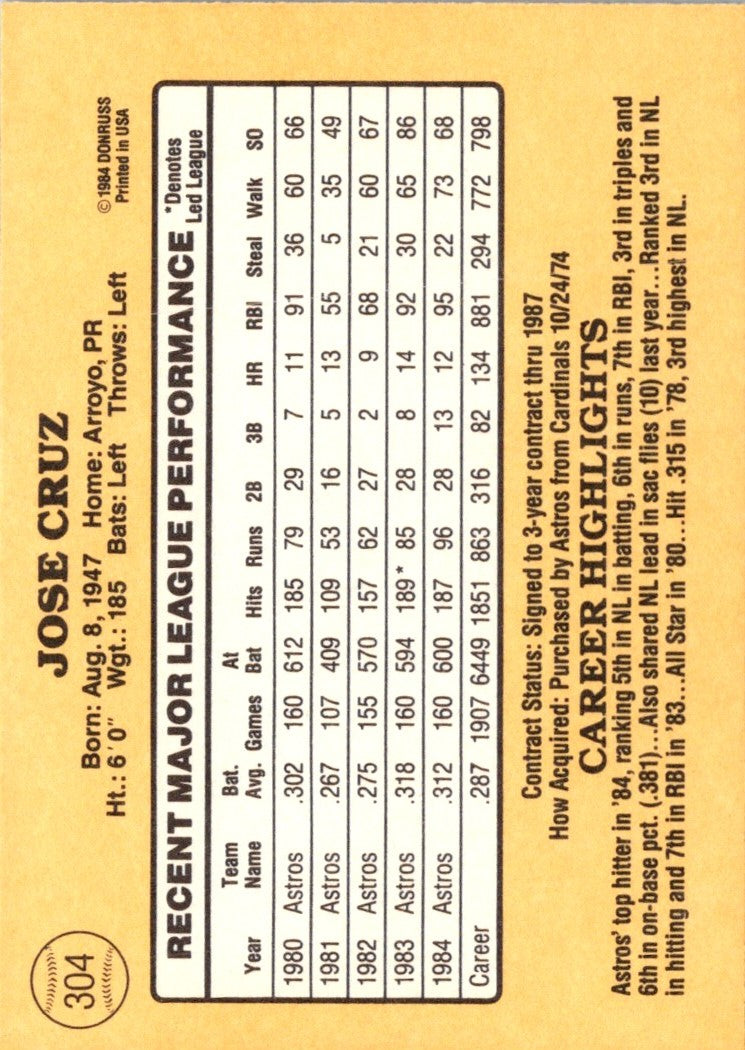 304
JOSE CRUZ
© 1984 DONRUSS
Printed in USA
Born: Aug. 8, 1947 Home: Arroyo, PR
Ht.: 6'0" Wgt.: 185 Bats: Left Throws: Left
RECENT MAJOR LEAGUE PERFORMANCE *Denotes Led League
Year Team Name Bat. Avg. Games At Bat Hits Runs 2B 3B HR RBI Steal Walk SO
1980 Astros .302 160 612 185 79 29 7 11 91 36 60 66
1981 Astros .267 107 409 109 53 16 5 13 55 5 35 49
1982 Astros .275 155 570 157 62 27 2 9 68 21 60 67
1983 Astros .318 160 594 189* 85 28 8 14 92 30 65 86
1984 Astros .312 160 600 187 96 28 13 12 95 22 73 68
Career .287 1907 6449 1851 863 316 82 134 881 294 772 798
Contract Status: Signed to 3-year contract thru 1987
How Acquired: Purchased by Astros from Cardinals 10/24/74
CAREER HIGHLIGHTS
Astros' top hitter in '84, ranking 5th in NL in batting, 6th in runs, 7th in RBI, 3rd in triples and
6th in on-base pct. (.381)...Also shared NL lead in sac flies (10) last year...Ranked 3rd in NL
in hitting and 7th in RBI in '83...All Star in '80...Hit .315 in '78, 3rd highest in NL.